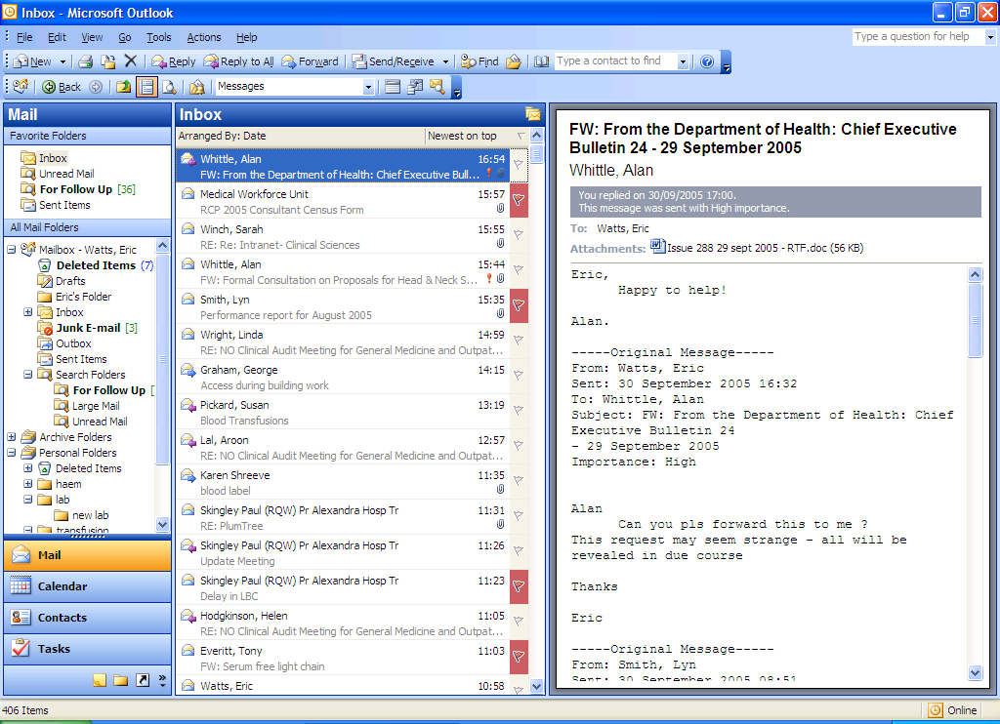 Inbox - Microsoft Outlook
File Edit View Go Tools Actions Help
Type a question for help
New Reply Reply to All Forward Send/Receive Find Type a contact to find
Back Messages
Mail
Favorite Folders
Inbox
Unread Mail
For Follow Up [36]
Sent Items
All Mail Folders
Mailbox - Watts, Eric
Deleted Items (7)
Drafts
Eric's Folder
Inbox
Junk E-mail [3]
Outbox
Sent Items
Search Folders
For Follow Up [
Large Mail
Unread Mail
Archive Folders
Personal Folders
Deleted Items
haem
lab
new lab
transfusion
Mail
Calendar
Contacts
Tasks
Inbox
Arranged By: Date Newest on top
Whittle, Alan 16:54
FW: From the Department of Health: Chief Executive Bull...
Medical Workforce Unit 15:57
RCP 2005 Consultant Census Form
Winch, Sarah 15:55
RE: Re: Intranet- Clinical Sciences
Whittle, Alan 15:44
FW: Formal Consultation on Proposals for Head & Neck S...
Smith, Lyn 15:35
Performance report for August 2005
Wright, Linda 14:59
RE: NO Clinical Audit Meeting for General Medicine and Outpat...
Graham, George 14:15
Access during building work
Pickard, Susan 13:19
Blood Transfusions
Lal, Aroon 12:57
RE: NO Clinical Audit Meeting for General Medicine and Outpat...
Karen Shreeve 11:35
blood label
Skingley Paul (RQW) Pr Alexandra Hosp Tr 11:31
RE: PlumTree
Skingley Paul (RQW) Pr Alexandra Hosp Tr 11:26
Update Meeting
Skingley Paul (RQW) Pr Alexandra Hosp Tr 11:23
Delay in LBC
Hodgkinson, Helen 11:05
RE: NO Clinical Audit Meeting for General Medicine and Outpat...
Everitt, Tony 11:03
FW: Serum free light chain
Watts, Eric 10:58
FW: From the Department of Health: Chief Executive
Bulletin 24 - 29 September 2005
Whittle, Alan
You replied on 30/09/2005 17:00.
This message was sent with High importance.
To: Watts, Eric
Attachments: Issue 288 29 sept 2005 - RTF.doc (56 KB)
Eric,
Happy to help!
Alan.
-----Original Message-----
From: Watts, Eric
Sent: 30 September 2005 16:32
To: Whittle, Alan
Subject: FW: From the Department of Health: Chief
Executive Bulletin 24
- 29 September 2005
Importance: High
Alan
Can you pls forward this to me ?
This request may seem strange - all will be
revealed in due course
Thanks
Eric
-----Original Message-----
From: Smith, Lyn
Sent: 30 September 2005 08:51
406 Items
Online